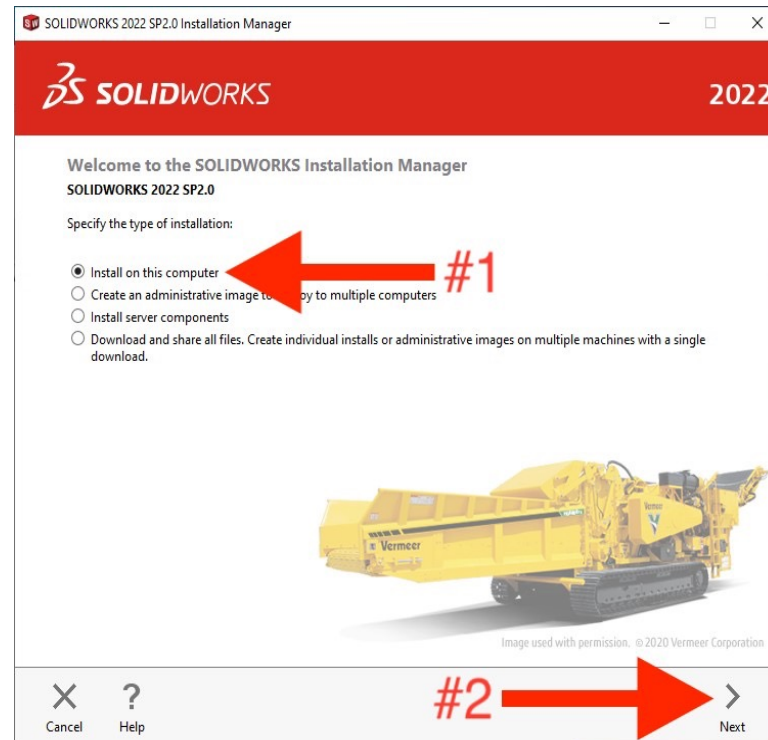 SOLIDWORKS 2022 SP2.0 Installation Manager
SOLIDWORKS
2022
Welcome to the SOLIDWORKS Installation Manager
SOLIDWORKS 2022 SP2.0
Specify the type of installation:
Install on this computer
#1
Create an administrative image to by to multiple computers
Install server components
Download and share all files. Create individual installs or administrative images on multiple machines with a single
download.
Vermeer
Vermeer
Image used with permission. © 2020 Vermeer Corporation
#2
Cancel
Help
Next